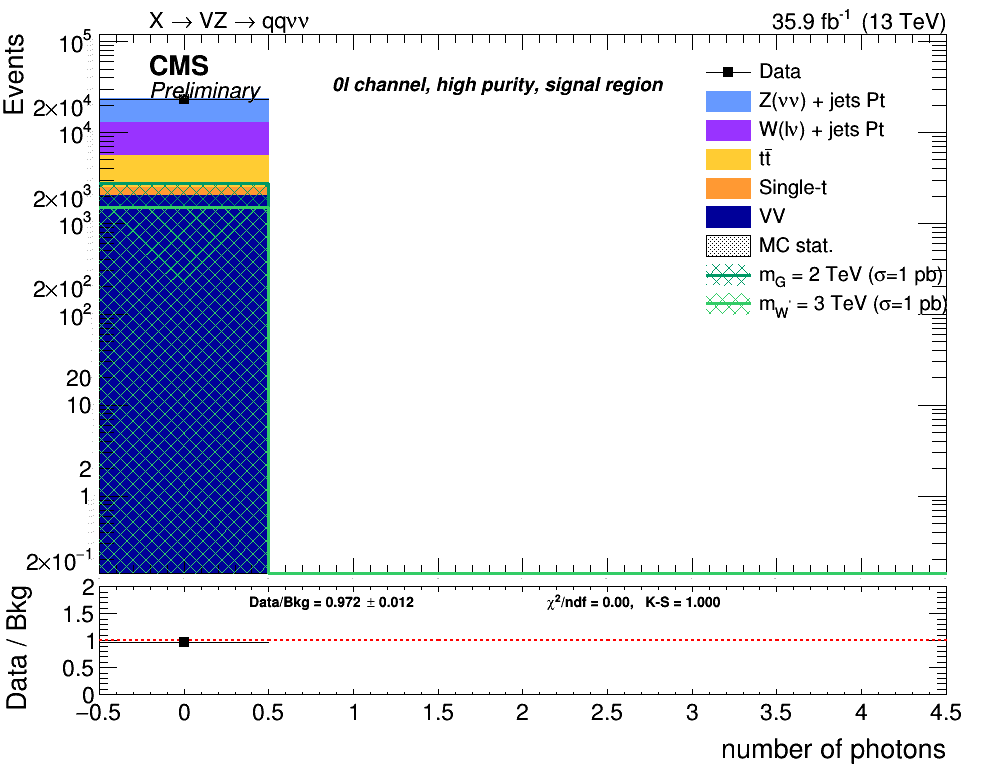 X → VZ → qqνν
35.9 fb⁻¹ (13 TeV)
Events
10⁵
2×10⁴
10⁴
2×10³
10³
2×10²
10²
20
10
2
1
2×10⁻¹
CMS
Preliminary
0l channel, high purity, signal region
Data
Z(νν) + jets Pt
W(lν) + jets Pt
tt̄
Single-t
VV
MC stat.
m_G = 2 TeV (σ=1 pb)
m_W' = 3 TeV (σ=1 pb)
Data / Bkg
2
1.5
1
0.5
0
Data/Bkg = 0.972 ± 0.012
χ²/ndf = 0.00, K-S = 1.000
−0.5 0 0.5 1 1.5 2 2.5 3 3.5 4 4.5
number of photons